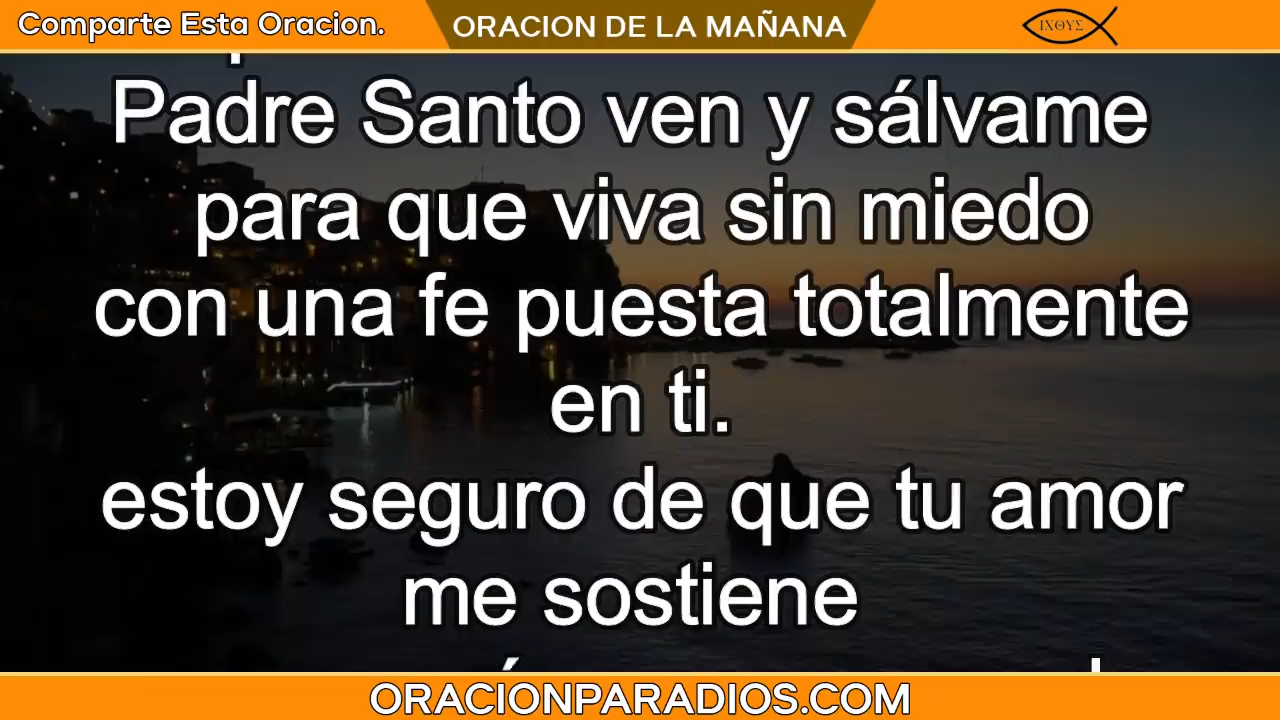 Comparte Esta Oracion.
ORACION DE LA MAÑANA
ΙΧΘΥΣ
Padre Santo ven y sálvame
para que viva sin miedo
con una fe puesta totalmente
en ti.
estoy seguro de que tu amor
me sostiene
ORACIONPARADIOS.COM